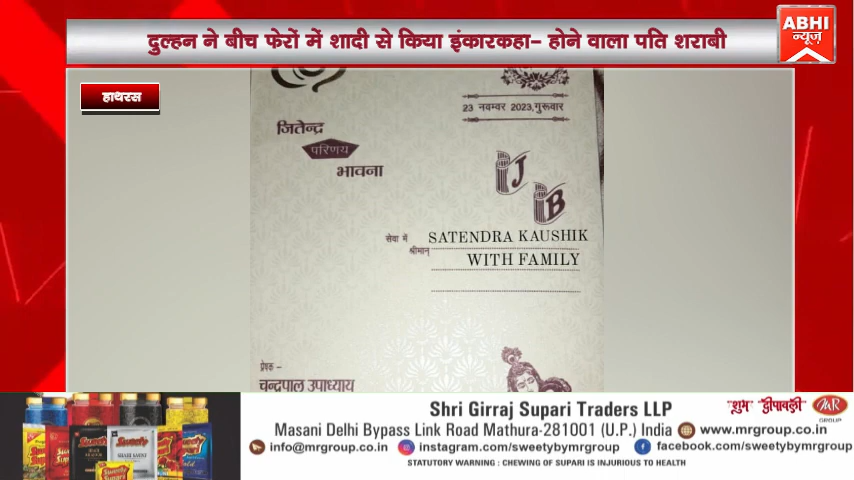 दुल्हन ने बीच फेरों में शादी से किया इंकारकहा- होने वाला पति शराबी
ABHI
न्यूज़
हाथरस
23 नवम्बर 2023,गुरूवार
जितेन्द्र
परिणय
भावना
J
B
सेवा में
श्रीमान्
SATENDRA KAUSHIK
WITH FAMILY
प्रेषक –
चन्द्रपाल उपाध्याय
Shri Girraj Supari Traders LLP
"शुभ" "दीपावली"
MR
GROUP
Masani Delhi Bypass Link Road Mathura-281001 (U.P.) India
www.mrgroup.co.in
info@mrgroup.co.in
instagram.com/sweetybymrgroup
facebook.com/sweetybymrgroup
STATUTORY WARNING : CHEWING OF SUPARI IS INJURIOUS TO HEALTH
Sweety
Sweety